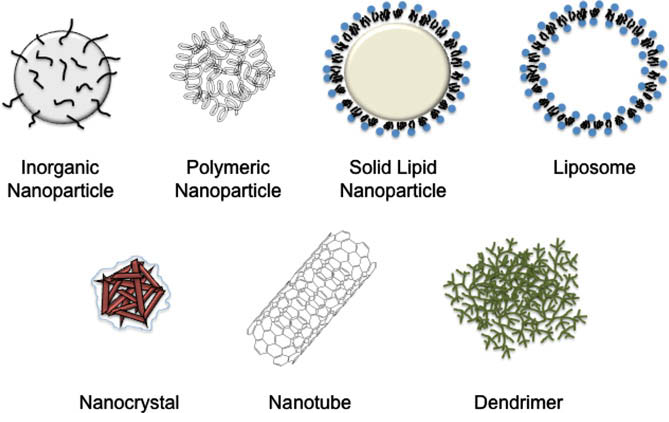 Inorganic
Nanoparticle
Polymeric
Nanoparticle
Solid Lipid
Nanoparticle
Liposome
Nanocrystal
Nanotube
Dendrimer